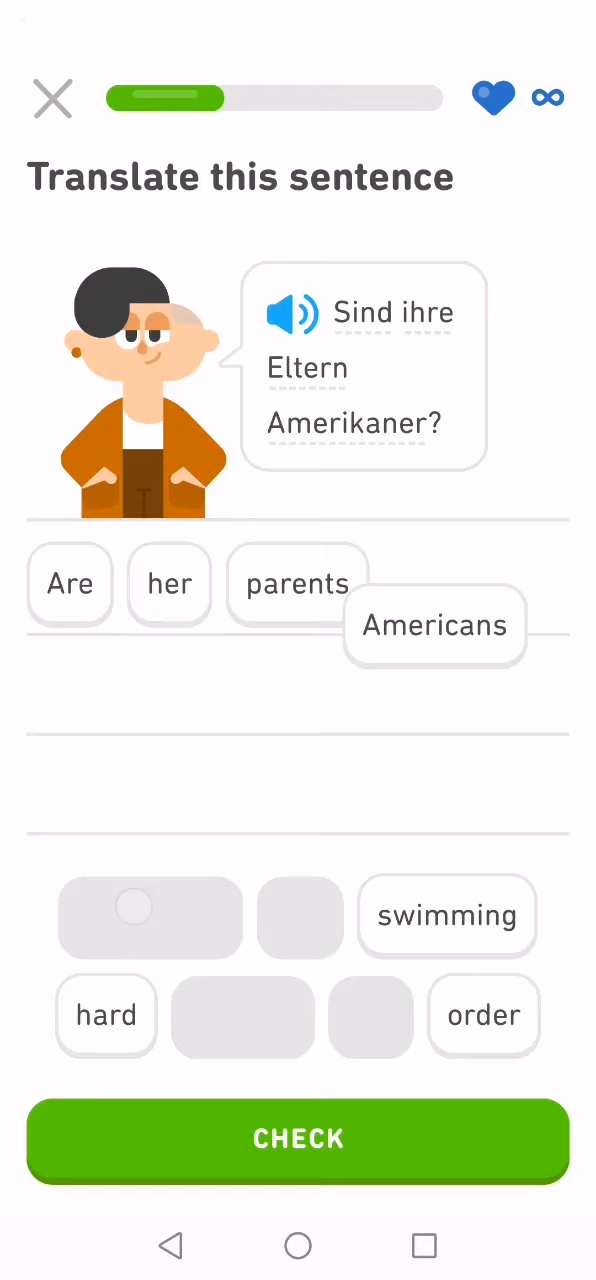 Translate this sentence
Sind ihre
Eltern
Amerikaner?
Are her parents
Americans
swimming
hard order
CHECK